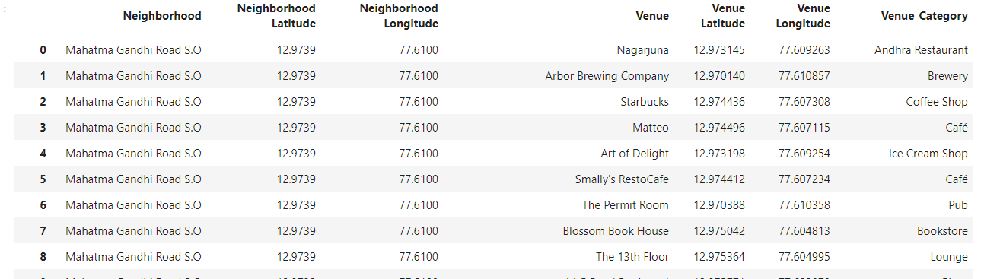 :
Neighborhood Neighborhood Latitude Neighborhood Longitude Venue Venue Latitude Venue Longitude Venue_Category
0 Mahatma Gandhi Road S.O 12.9739 77.6100 Nagarjuna 12.973145 77.609263 Andhra Restaurant
1 Mahatma Gandhi Road S.O 12.9739 77.6100 Arbor Brewing Company 12.970140 77.610857 Brewery
2 Mahatma Gandhi Road S.O 12.9739 77.6100 Starbucks 12.974436 77.607308 Coffee Shop
3 Mahatma Gandhi Road S.O 12.9739 77.6100 Matteo 12.974496 77.607115 Café
4 Mahatma Gandhi Road S.O 12.9739 77.6100 Art of Delight 12.973198 77.609254 Ice Cream Shop
5 Mahatma Gandhi Road S.O 12.9739 77.6100 Smally's RestoCafe 12.974412 77.607234 Café
6 Mahatma Gandhi Road S.O 12.9739 77.6100 The Permit Room 12.970388 77.610358 Pub
7 Mahatma Gandhi Road S.O 12.9739 77.6100 Blossom Book House 12.975042 77.604813 Bookstore
8 Mahatma Gandhi Road S.O 12.9739 77.6100 The 13th Floor 12.975364 77.604995 Lounge